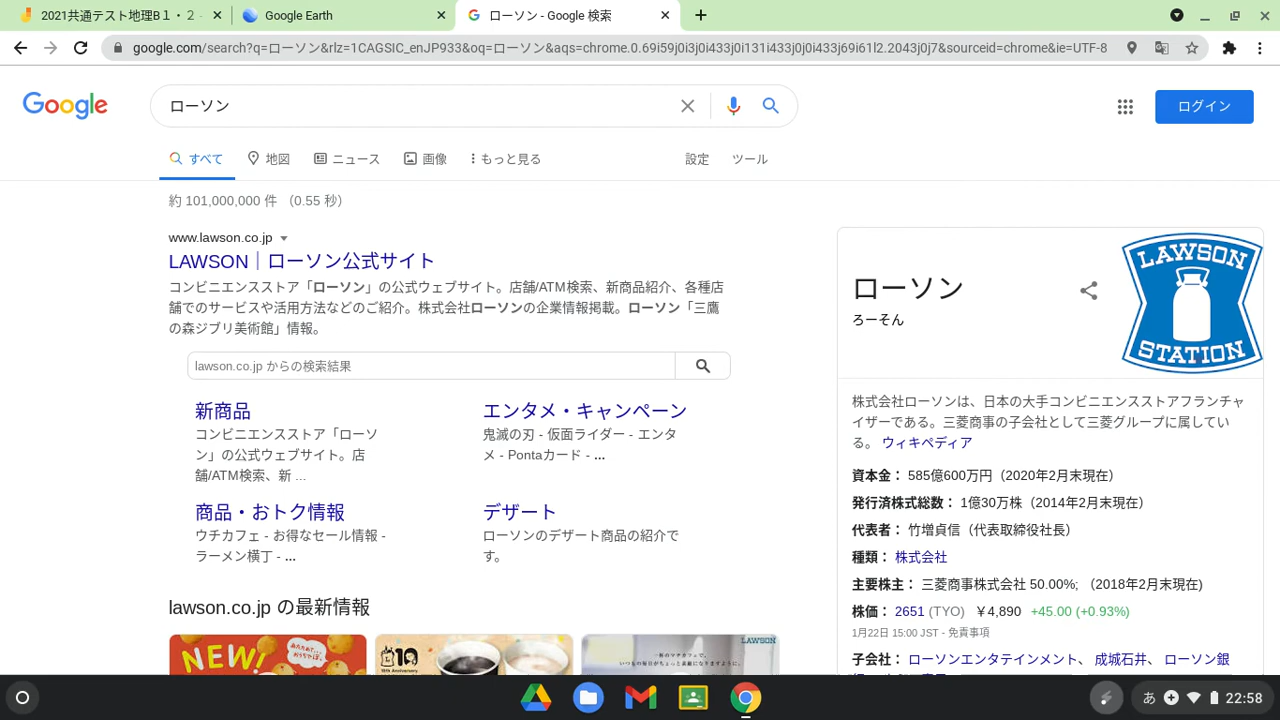 2021共通テスト地理B１・２ -
Google Earth
ローソン - Google 検索
google.com/search?q=ローソン&rlz=1CAGSIC_enJP933&oq=ローソン&aqs=chrome.0.69i59j0i3j0i433j0i131i433j0j0i433j69i61l2.2043j0j7&sourceid=chrome&ie=UTF-8
Google
ローソン
ログイン
すべて
地図
ニュース
画像
もっと見る
設定
ツール
約 101,000,000 件 （0.55 秒）
www.lawson.co.jp
LAWSON｜ローソン公式サイト
コンビニエンスストア「ローソン」の公式ウェブサイト。店舗/ATM検索、新商品紹介、各種店
舗でのサービスや活用方法などのご紹介。株式会社ローソンの企業情報掲載。ローソン「三鷹
の森ジブリ美術館」情報。
lawson.co.jp からの検索結果
新商品
コンビニエンスストア「ローソ
ン」の公式ウェブサイト。店
舗/ATM検索、新 ...
エンタメ・キャンペーン
鬼滅の刃 - 仮面ライダー - エンタ
メ - Pontaカード - ...
商品・おトク情報
ウチカフェ - お得なセール情報 -
ラーメン横丁 - ...
デザート
ローソンのデザート商品の紹介で
す。
lawson.co.jp の最新情報
NEW!
10
LAWSON
ローソン
ろーそん
LAWSON
STATION
株式会社ローソンは、日本の大手コンビニエンスストアフランチャ
イザーである。三菱商事の子会社として三菱グループに属してい
る。 ウィキペディア
資本金： 585億600万円（2020年2月末現在）
発行済株式総数： 1億30万株（2014年2月末現在）
代表者： 竹増貞信（代表取締役社長）
種類： 株式会社
主要株主： 三菱商事株式会社 50.00%; （2018年2月末現在)
株価： 2651 (TYO) ￥4,890 +45.00 (+0.93%)
1月22日 15:00 JST - 免責事項
子会社： ローソンエンタテインメント、 成城石井、 ローソン銀
あ
22:58